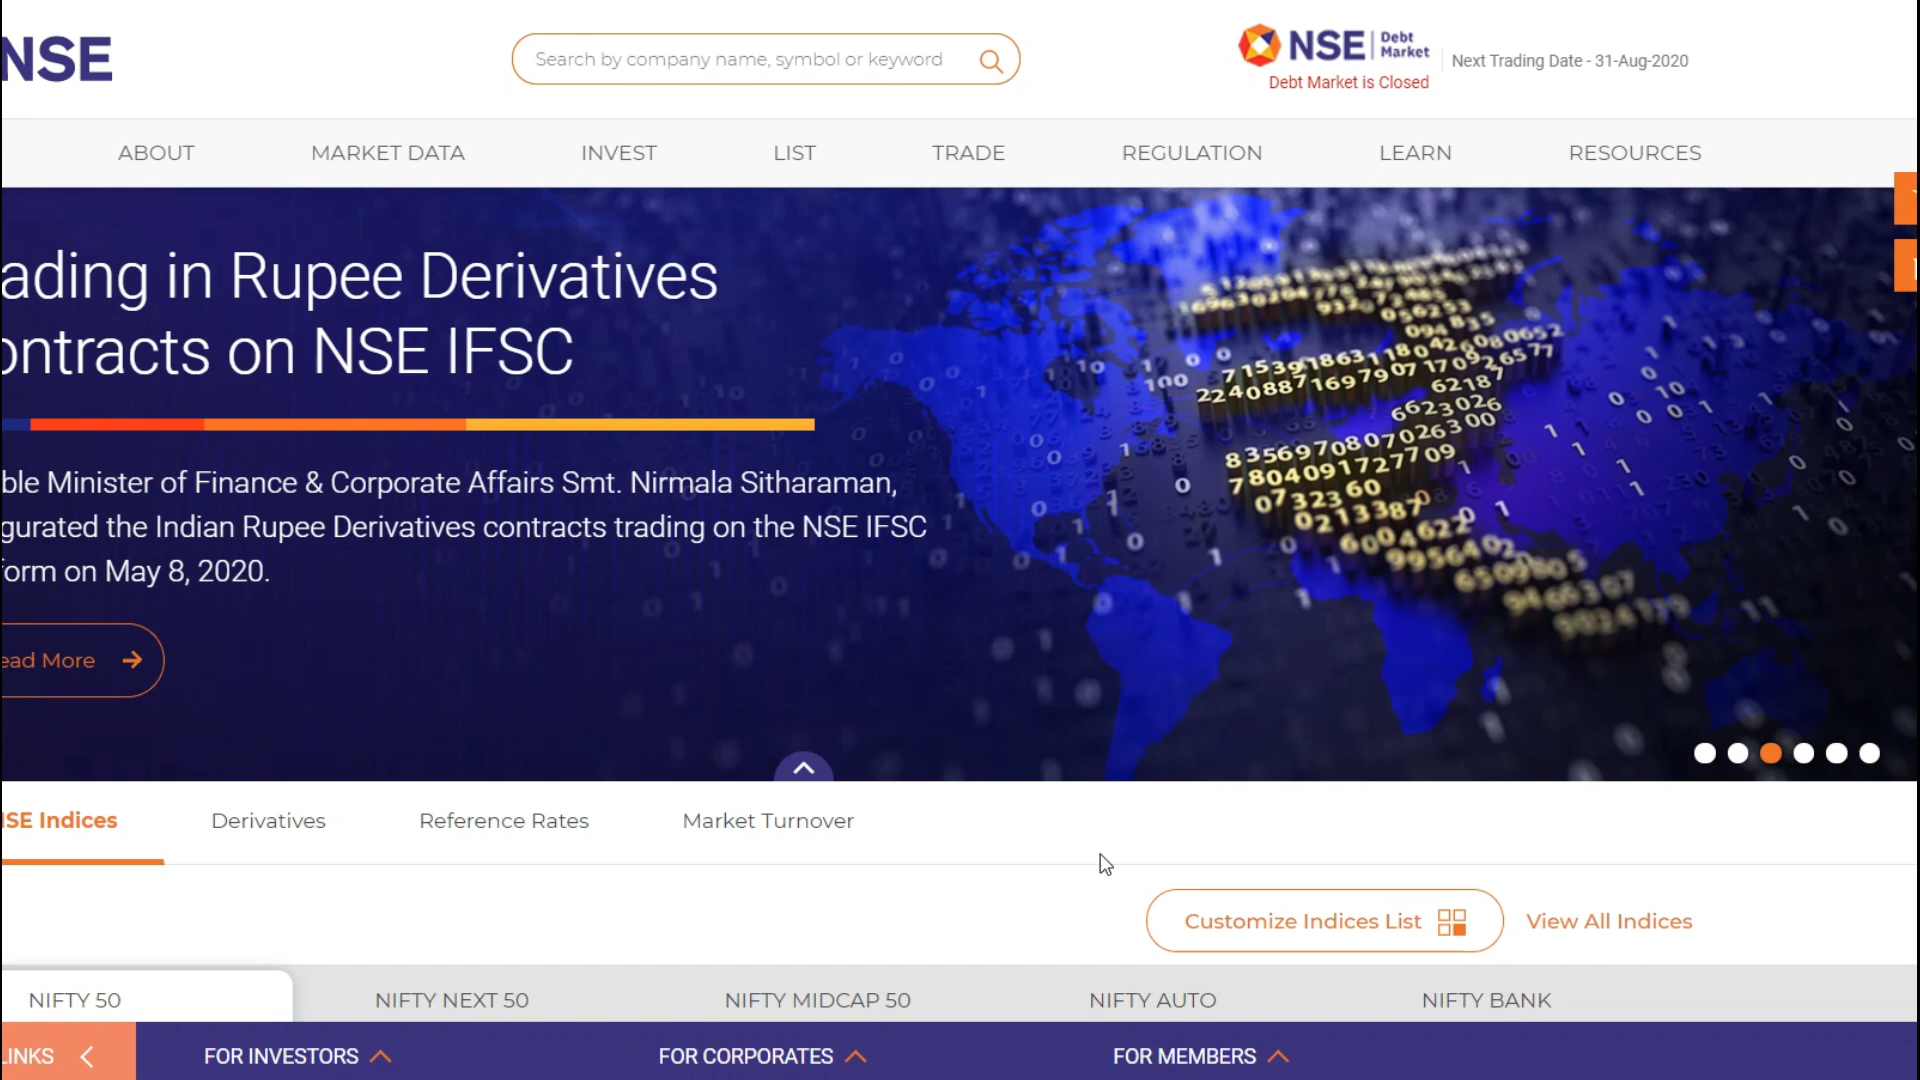 NSE
Search by company name, symbol or keyword
NSE Debt Market
Debt Market is Closed
Next Trading Date - 31-Aug-2020
ABOUT MARKET DATA INVEST LIST TRADE REGULATION LEARN RESOURCES
ading in Rupee Derivatives
ontracts on NSE IFSC
ble Minister of Finance & Corporate Affairs Smt. Nirmala Sitharaman,
gurated the Indian Rupee Derivatives contracts trading on the NSE IFSC
orm on May 8, 2020.
ead More
SE Indices Derivatives Reference Rates Market Turnover
Customize Indices List View All Indices
NIFTY 50 NIFTY NEXT 50 NIFTY MIDCAP 50 NIFTY AUTO NIFTY BANK
LINKS FOR INVESTORS FOR CORPORATES FOR MEMBERS